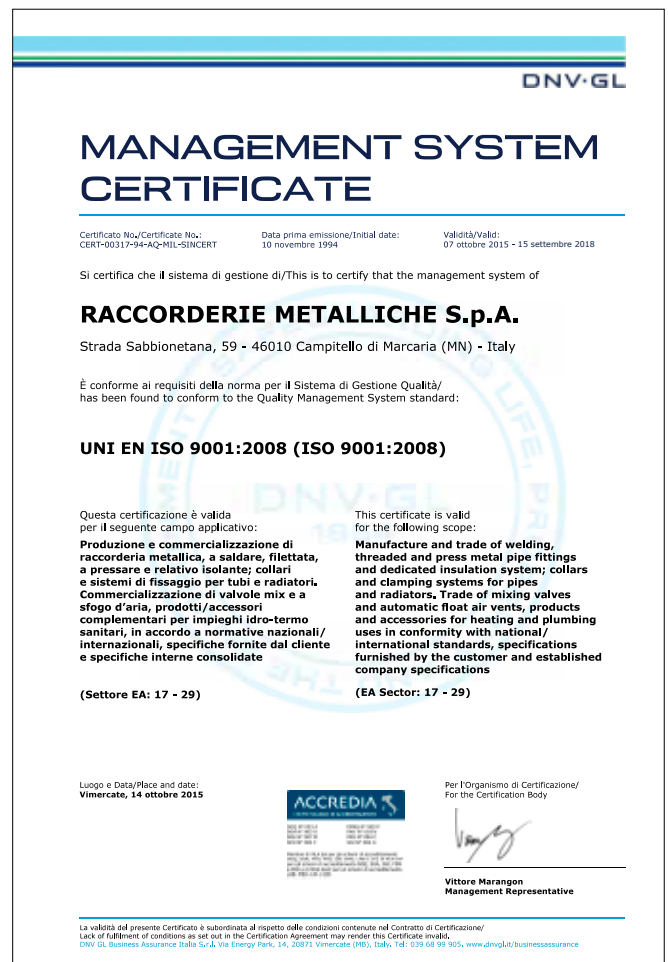 DNV·GL
MANAGEMENT SYSTEM
CERTIFICATE
Certificato No./Certificate No.:
CERT-00317-94-AQ-MIL-SINCERT
Data prima emissione/Initial date:
10 novembre 1994
Validità/Valid:
07 ottobre 2015 - 15 settembre 2018
Si certifica che il sistema di gestione di/This is to certify that the management system of
RACCORDERIE METALLICHE S.p.A.
Strada Sabbionetana, 59 - 46010 Campitello di Marcaria (MN) - Italy
È conforme ai requisiti della norma per il Sistema di Gestione Qualità/
has been found to conform to the Quality Management System standard:
UNI EN ISO 9001:2008 (ISO 9001:2008)
Questa certificazione è valida
per il seguente campo applicativo:
Produzione e commercializzazione di
raccorderia metallica, a saldare, filettata,
a pressare e relativo isolante; collari
e sistemi di fissaggio per tubi e radiatori.
Commercializzazione di valvole mix e a
sfogo d'aria, prodotti/accessori
complementari per impieghi idro-termo
sanitari, in accordo a normative nazionali/
internazionali, specifiche fornite dal cliente
e specifiche interne consolidate
(Settore EA: 17 - 29)
This certificate is valid
for the following scope:
Manufacture and trade of welding,
threaded and press metal pipe fittings
and dedicated insulation system; collars
and clamping systems for pipes
and radiators. Trade of mixing valves
and automatic float air vents, products
and accessories for heating and plumbing
uses in conformity with national/
international standards, specifications
furnished by the customer and established
company specifications
(EA Sector: 17 - 29)
Luogo e Data/Place and date:
Vimercate, 14 ottobre 2015
ACCREDIA
Per l'Organismo di Certificazione/
For the Certification Body
Vittore Marangon
Management Representative
La validità del presente Certificato è subordinata al rispetto delle condizioni contenute nel Contratto di Certificazione/
Lack of fulfilment of conditions as set out in the Certification Agreement may render this Certificate invalid.
DNV GL Business Assurance Italia S.r.l. Via Energy Park, 14, 20871 Vimercate (MB), Italy. Tel: 039 68 99 905. www.dnvgl.it/businessassurance